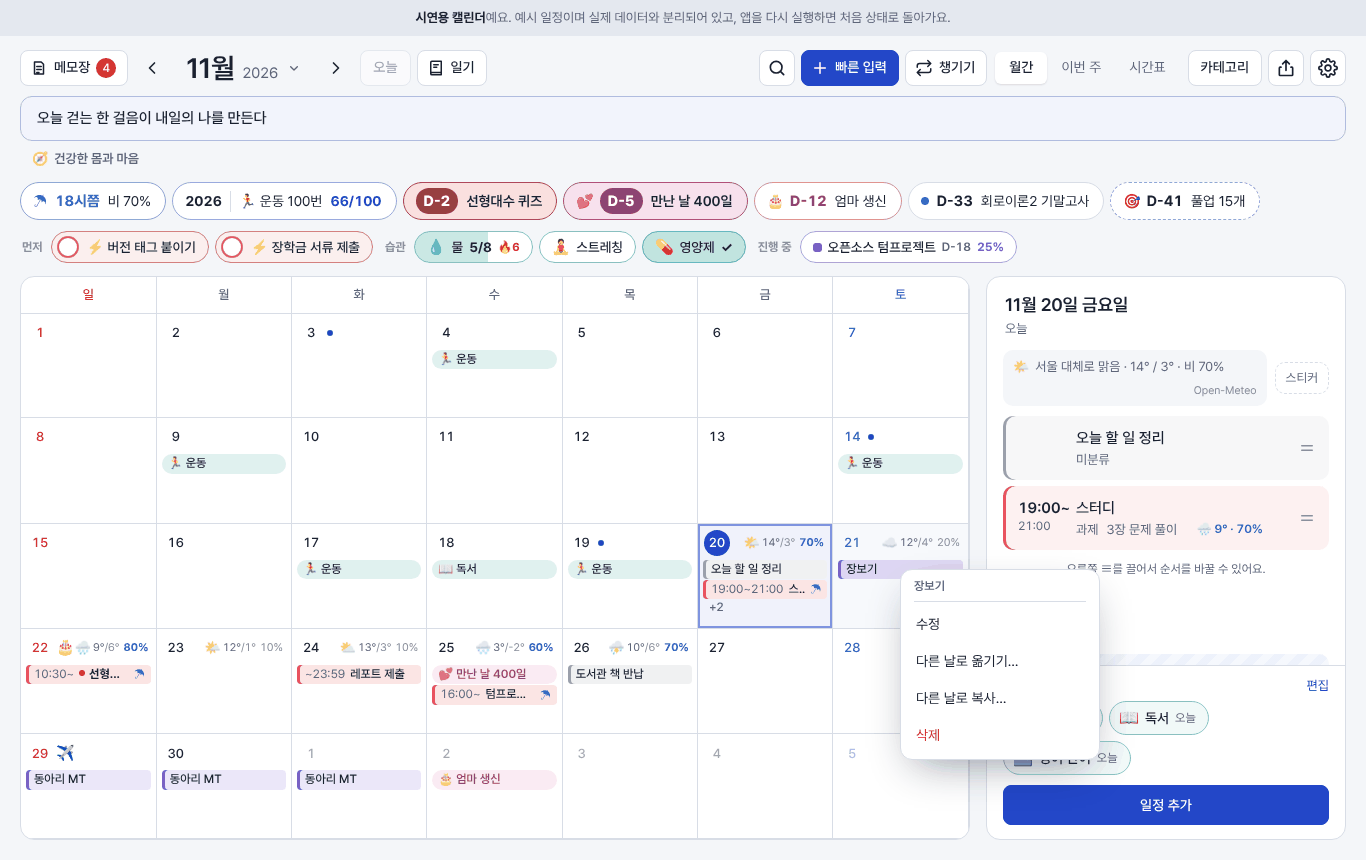 시연용 캘린더예요. 예시 일정이며 실제 데이터와 분리되어 있고, 앱을 다시 실행하면 처음 상태로 돌아가요.
메모장 4 11월 2026 오늘 일기 빠른 입력 챙기기 월간 이번 주 시간표 카테고리
오늘 걷는 한 걸음이 내일의 나를 만든다
건강한 몸과 마음
18시쯤 비 70% 2026 운동 100번 66/100 D-2 선형대수 퀴즈 D-5 만난 날 400일 D-12 엄마 생신 D-33 회로이론2 기말고사 D-41 풀업 15개
먼저 버전 태그 붙이기 장학금 서류 제출 습관 물 5/8 6 스트레칭 영양제 진행 중 오픈소스 텀프로젝트 D-18 25%
일 월 화 수 목 금 토
1 2 3 4 5 6 7
운동
8 9 10 11 12 13 14
운동 운동
15 16 17 18 19 20 14°/3° 70% 21 12°/4° 20%
운동 독서 운동 오늘 할 일 정리 장보기
19:00~21:00 스..
+2
22 9°/6° 80% 23 12°/1° 10% 24 13°/3° 10% 25 3°/-2° 60% 26 10°/6° 70% 27 28
10:30~ 선형... ~23:59 레포트 제출 만난 날 400일 도서관 책 반납
16:00~ 텀프로...
29 30 1 2 3 4 5
동아리 MT 동아리 MT 동아리 MT 엄마 생신
11월 20일 금요일
오늘
서울 대체로 맑음 · 14° / 3° · 비 70%
Open-Meteo
스티커
오늘 할 일 정리
미분류
19:00~ 스터디
21:00 과제 3장 문제 풀이 9° · 70%
를 끌어서 순서를 바꿀 수 있어요.
장보기
수정
다른 날로 옮기기...
다른 날로 복사...
삭제
편집
독서 오늘
오늘
일정 추가